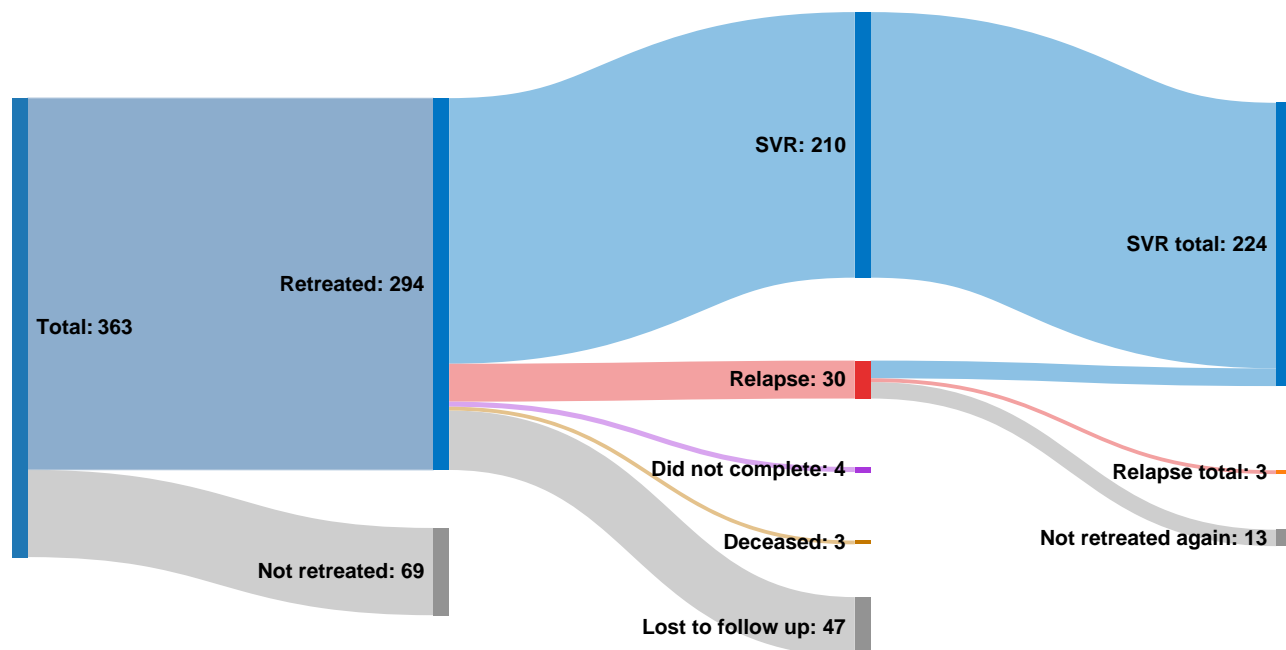 SVR: 210
SVR total: 224
Retreated: 294
Total: 363
Relapse: 30
Did not complete: 4
Relapse total: 3
Deceased: 3
Not retreated again: 13
Not retreated: 69
Lost to follow up: 47